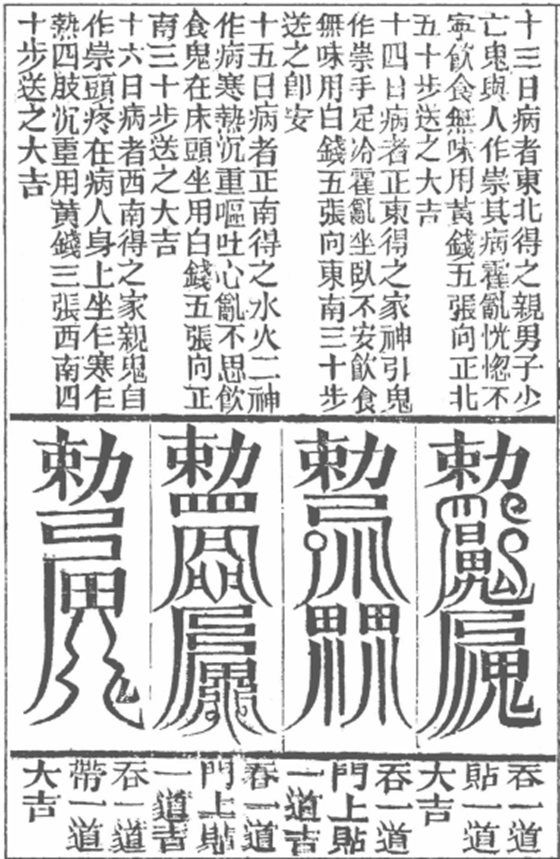 十三日病者東北得之親男子少
亡鬼與人作祟其病霍亂恍惚不
寧飲食無味用黃錢五張向正北
五十步送之大吉
十四日病者正東得之家神引鬼
作祟手足冷霍亂坐臥不安飲食
無味用白錢五張向東南三十步
送之卽安
十五日病者正南得之水火二神
作病寒熱沉重嘔吐心亂不思飲
食鬼在床頭坐用白錢五張向正
南三十步送之大吉
十六日病者西南得之家親鬼自
作祟頭疼在病人身上坐乍寒乍
熱四肢沉重用黃錢三張西南四
十步送之大吉
勅
勅
勅
勅
吞一道
貼一道
大吉
吞一道
門上貼
一道吉
吞一道
門上貼
一道吉
吞一道
帶一道
大吉